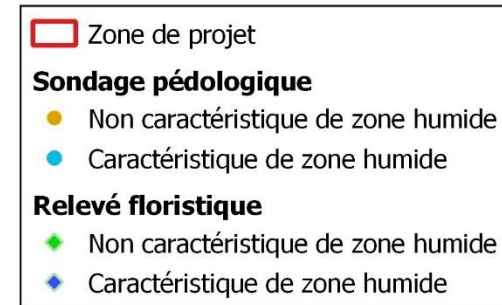 Zone de projet
Sondage pédologique
Non caractéristique de zone humide
Caractéristique de zone humide
Relevé floristique
Non caractéristique de zone humide
Caractéristique de zone humide